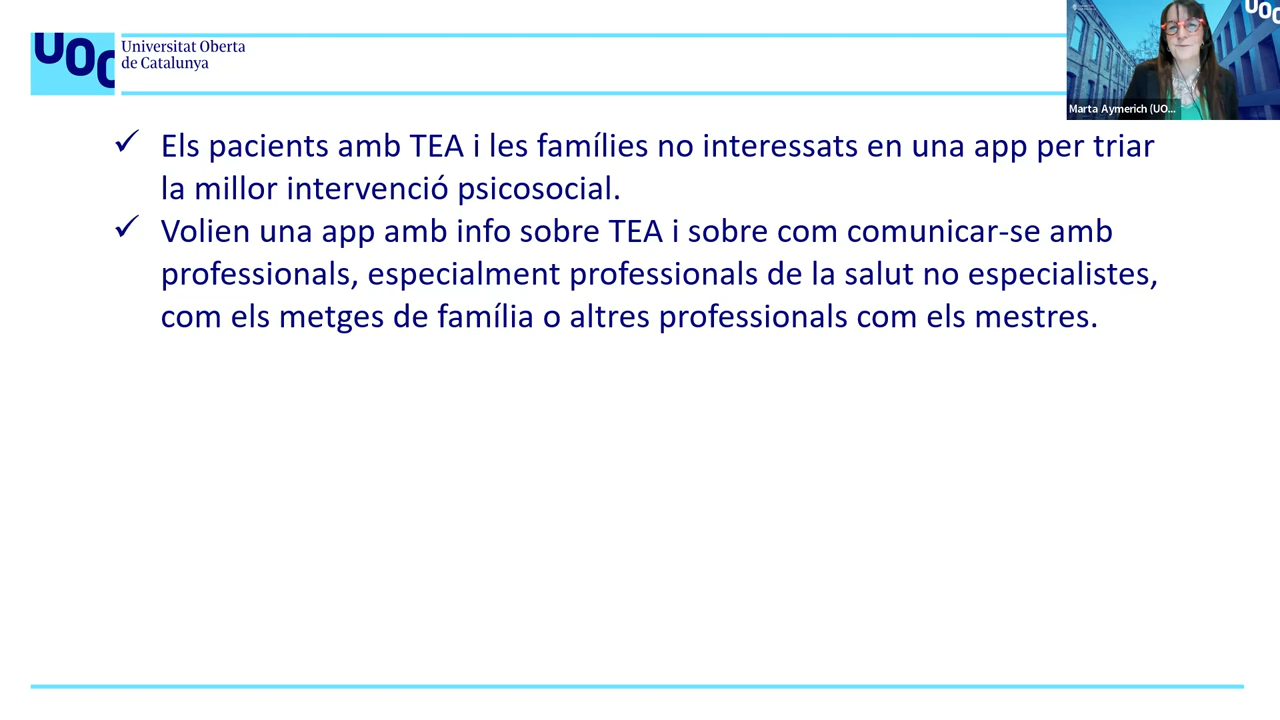 UOC
Universitat Oberta
de Catalunya
UOC
Marta Aymerich (UO...
✓ Els pacients amb TEA i les famílies no interessats en una app per triar
la millor intervenció psicosocial.
✓ Volien una app amb info sobre TEA i sobre com comunicar-se amb
professionals, especialment professionals de la salut no especialistes,
com els metges de família o altres professionals com els mestres.